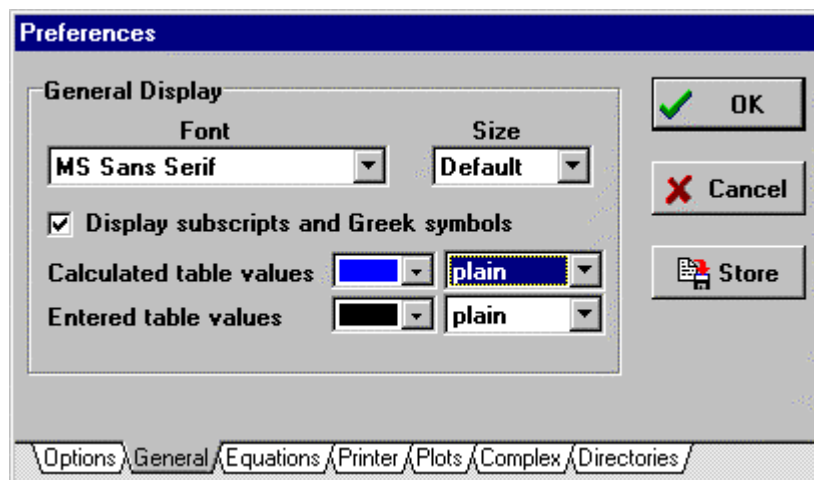 Preferences
General Display
Font Size
MS Sans Serif Default
Display subscripts and Greek symbols
Calculated table values plain
Entered table values plain
OK
Cancel
Store
Options General Equations Printer Plots Complex Directories